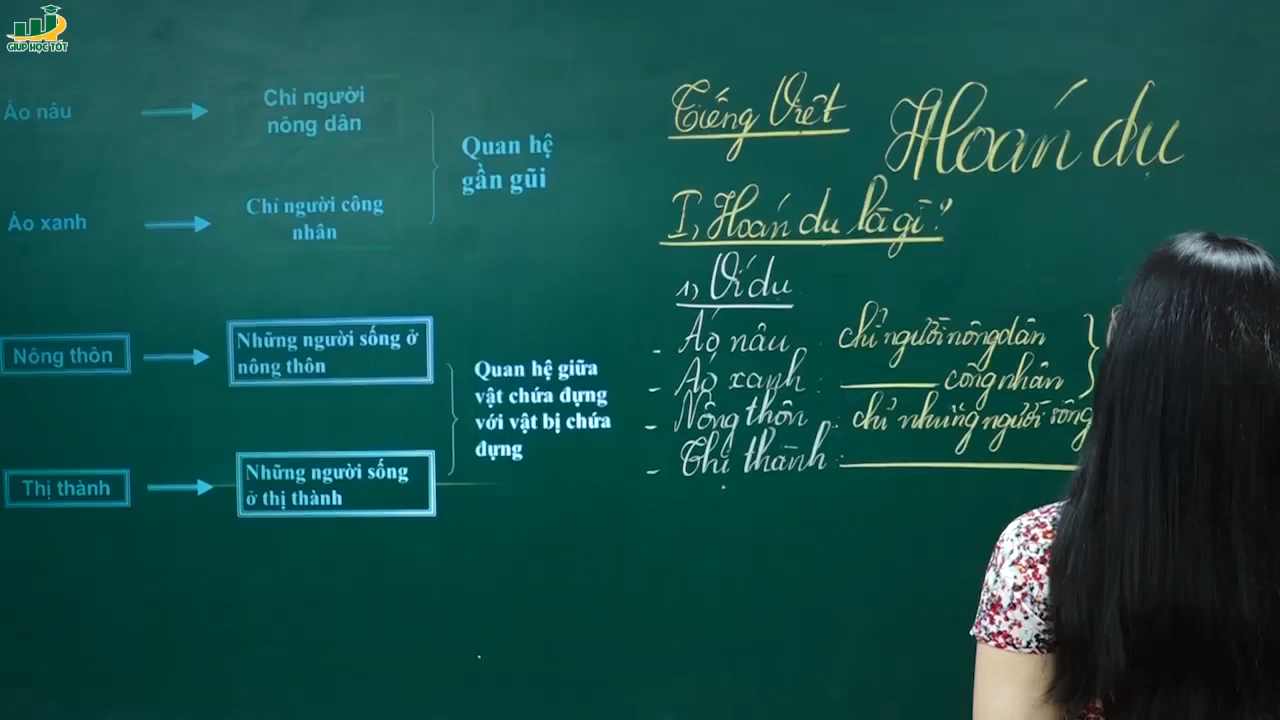 GIÚP HỌC TỐT
Áo nâu
Chỉ người
nông dân
Quan hệ
gần gũi
Áo xanh
Chỉ người công
nhân
Nông thôn
Những người sống ở
nông thôn
Quan hệ giữa
vật chứa đựng
với vật bị chứa
đựng
Thị thành
Những người sống
ở thị thành
Tiếng Việt
Hoán dụ
I, Hoán dụ là gì?
1, Ví dụ
- Áo nâu : chỉ người nông dân
- Áo xanh : ____ công nhân
- Nông thôn : chỉ những người sống
- Thị thành : ____